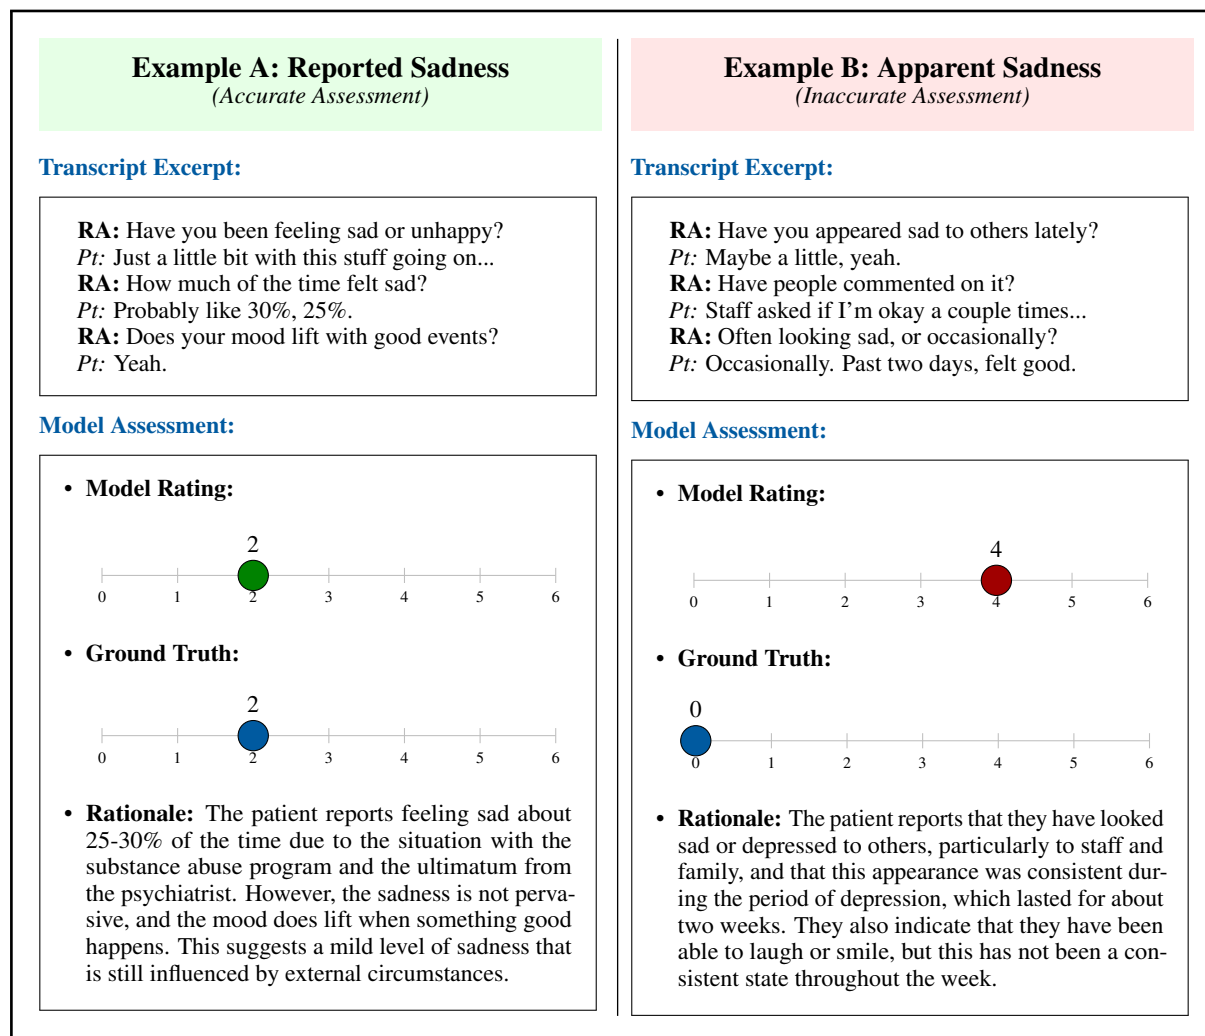 Example A: Reported Sadness
(Accurate Assessment)
Transcript Excerpt:
RA: Have you been feeling sad or unhappy?
Pt: Just a little bit with this stuff going on...
RA: How much of the time felt sad?
Pt: Probably like 30%, 25%.
RA: Does your mood lift with good events?
Pt: Yeah.
Model Assessment:
• Model Rating:
2
0 1 2 3 4 5 6
• Ground Truth:
2
0 1 2 3 4 5 6
• Rationale: The patient reports feeling sad about
25-30% of the time due to the situation with the
substance abuse program and the ultimatum from
the psychiatrist. However, the sadness is not perva-
sive, and the mood does lift when something good
happens. This suggests a mild level of sadness that
is still influenced by external circumstances.
Example B: Apparent Sadness
(Inaccurate Assessment)
Transcript Excerpt:
RA: Have you appeared sad to others lately?
Pt: Maybe a little, yeah.
RA: Have people commented on it?
Pt: Staff asked if I'm okay a couple times...
RA: Often looking sad, or occasionally?
Pt: Occasionally. Past two days, felt good.
Model Assessment:
• Model Rating:
4
0 1 2 3 4 5 6
• Ground Truth:
0
0 1 2 3 4 5 6
• Rationale: The patient reports that they have looked
sad or depressed to others, particularly to staff and
family, and that this appearance was consistent dur-
ing the period of depression, which lasted for about
two weeks. They also indicate that they have been
able to laugh or smile, but this has not been a con-
sistent state throughout the week.